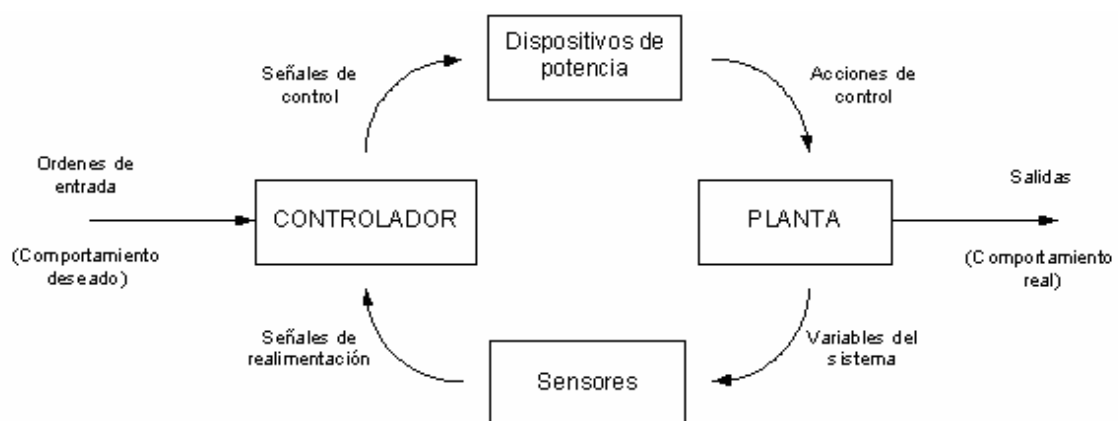 Dispositivos de
potencia
Señales de
control
Acciones de
control
Ordenes de
entrada
CONTROLADOR
PLANTA
Salidas
(Comportamiento
deseado)
(Comportamiento
real)
Señales de
realimentación
Sensores
Variables del
sistema